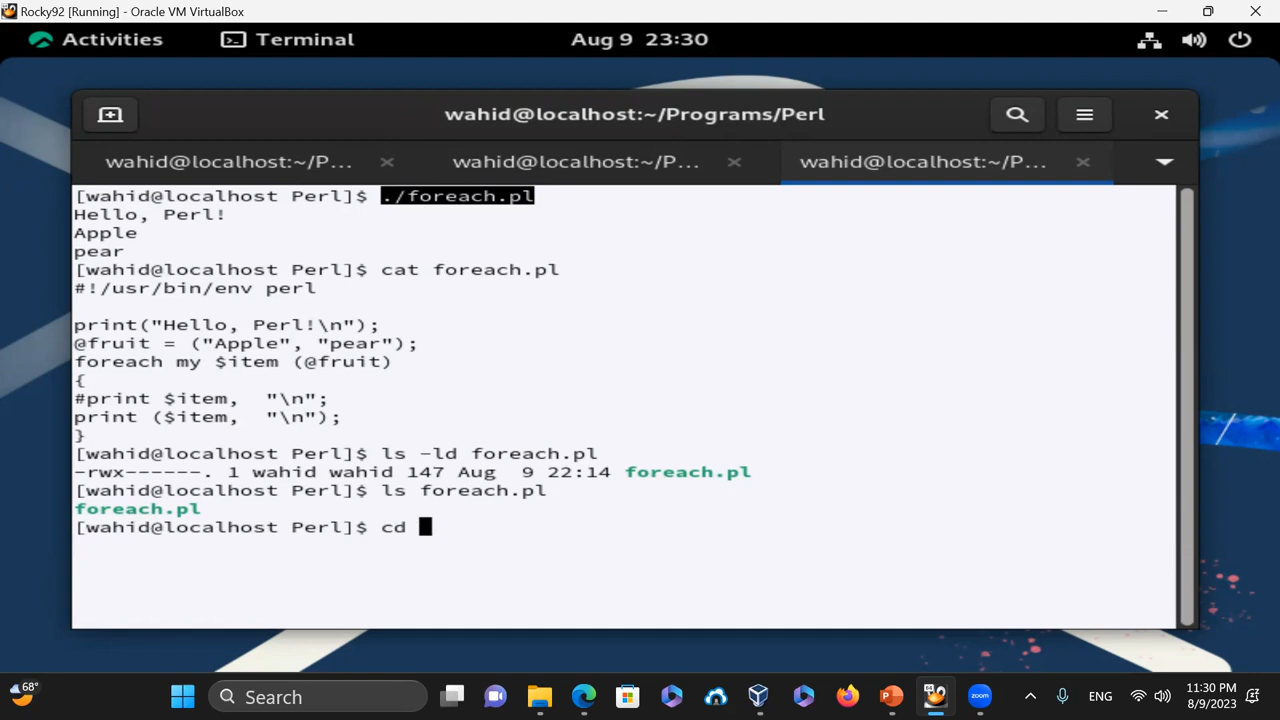 Rocky92 [Running] - Oracle VM VirtualBox
Activities Terminal Aug 9 23:30
wahid@localhost:~/Programs/Perl
wahid@localhost:~/P... wahid@localhost:~/P... wahid@localhost:~/P...
[wahid@localhost Perl]$ ./foreach.pl
Hello, Perl!
Apple
pear
[wahid@localhost Perl]$ cat foreach.pl
#!/usr/bin/env perl
print("Hello, Perl!\n");
@fruit = ("Apple", "pear");
foreach my $item (@fruit)
{
#print $item,  "\n";
print ($item,  "\n");
}
[wahid@localhost Perl]$ ls -ld foreach.pl
-rwx------. 1 wahid wahid 147 Aug  9 22:14 foreach.pl
[wahid@localhost Perl]$ ls foreach.pl
foreach.pl
[wahid@localhost Perl]$ cd
68° Search zoom ENG 11:30 PM
8/9/2023